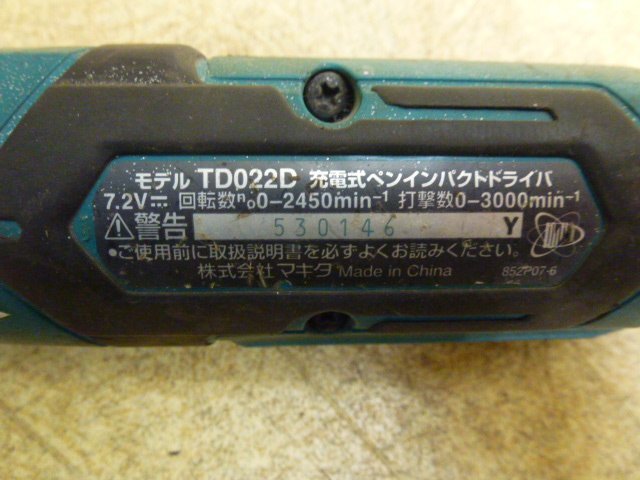 モデル TD022D 充電式ペンインパクトドライバ
7.2V⎓ 回転数n₀0-2450min⁻¹ 打撃数0-3000min⁻¹
⚠警告 530146 Y
•ご使用前に取扱説明書を必ずよくお読みください。
株式会社マキタ Made in China 852P07-6